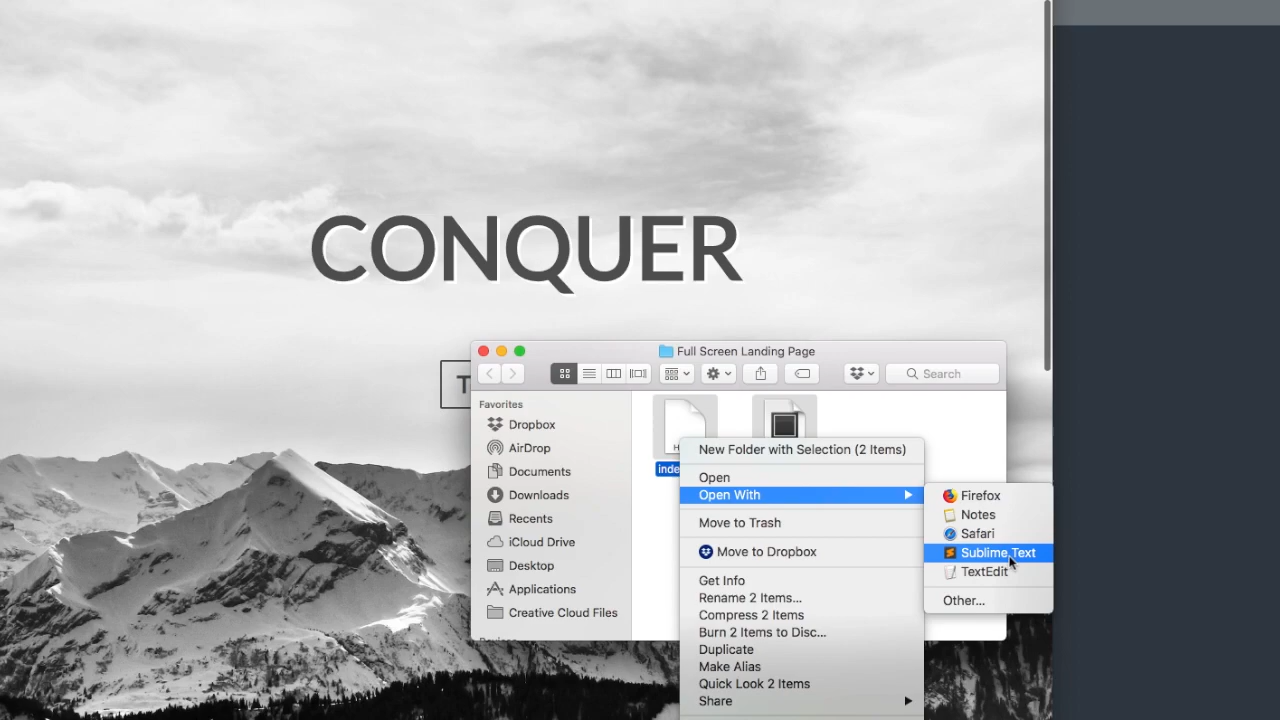 CONQUER
T
Full Screen Landing Page
Search
Favorites
Dropbox
AirDrop
Documents
Downloads
Recents
iCloud Drive
Desktop
Applications
Creative Cloud Files
H
inde
New Folder with Selection (2 Items)
Open
Open With
Move to Trash
Move to Dropbox
Get Info
Rename 2 Items...
Compress 2 Items
Burn 2 Items to Disc...
Duplicate
Make Alias
Quick Look 2 Items
Share
Firefox
Notes
Safari
Sublime Text
TextEdit
Other...